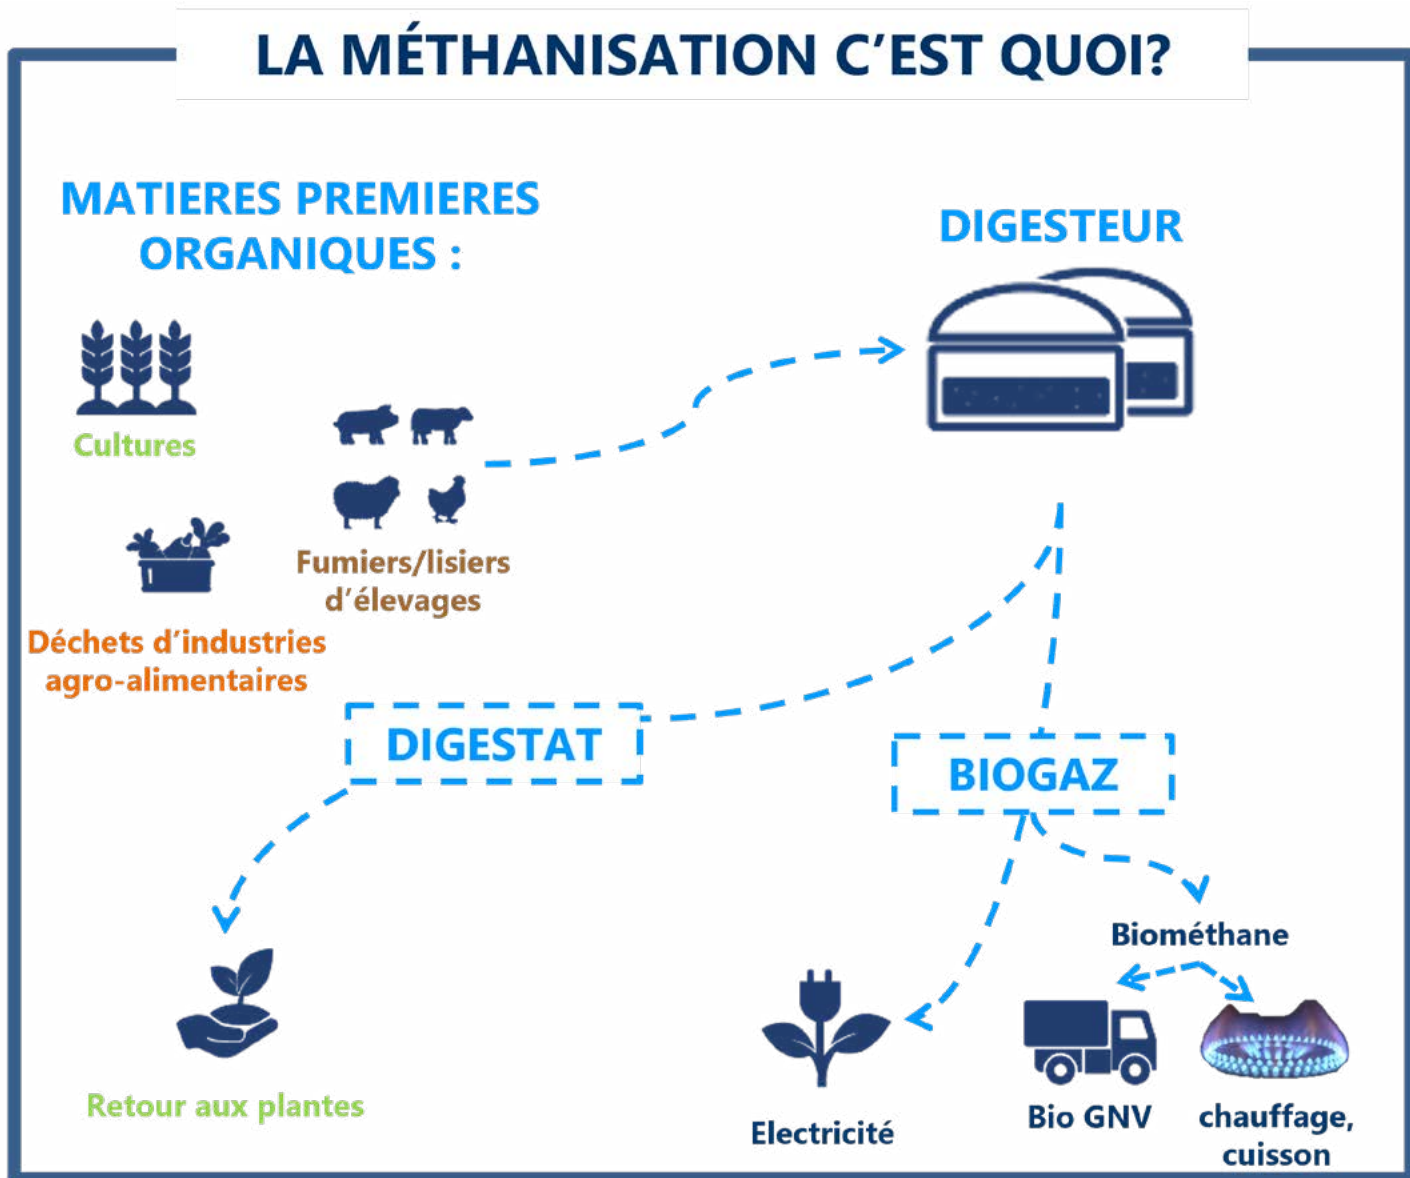 LA MÉTHANISATION C'EST QUOI?
MATIERES PREMIERES
ORGANIQUES :
DIGESTEUR
Cultures
Fumiers/lisiers
d'élevages
Déchets d'industries
agro-alimentaires
DIGESTAT
BIOGAZ
Biométhane
Retour aux plantes
Electricité
Bio GNV
chauffage,
cuisson